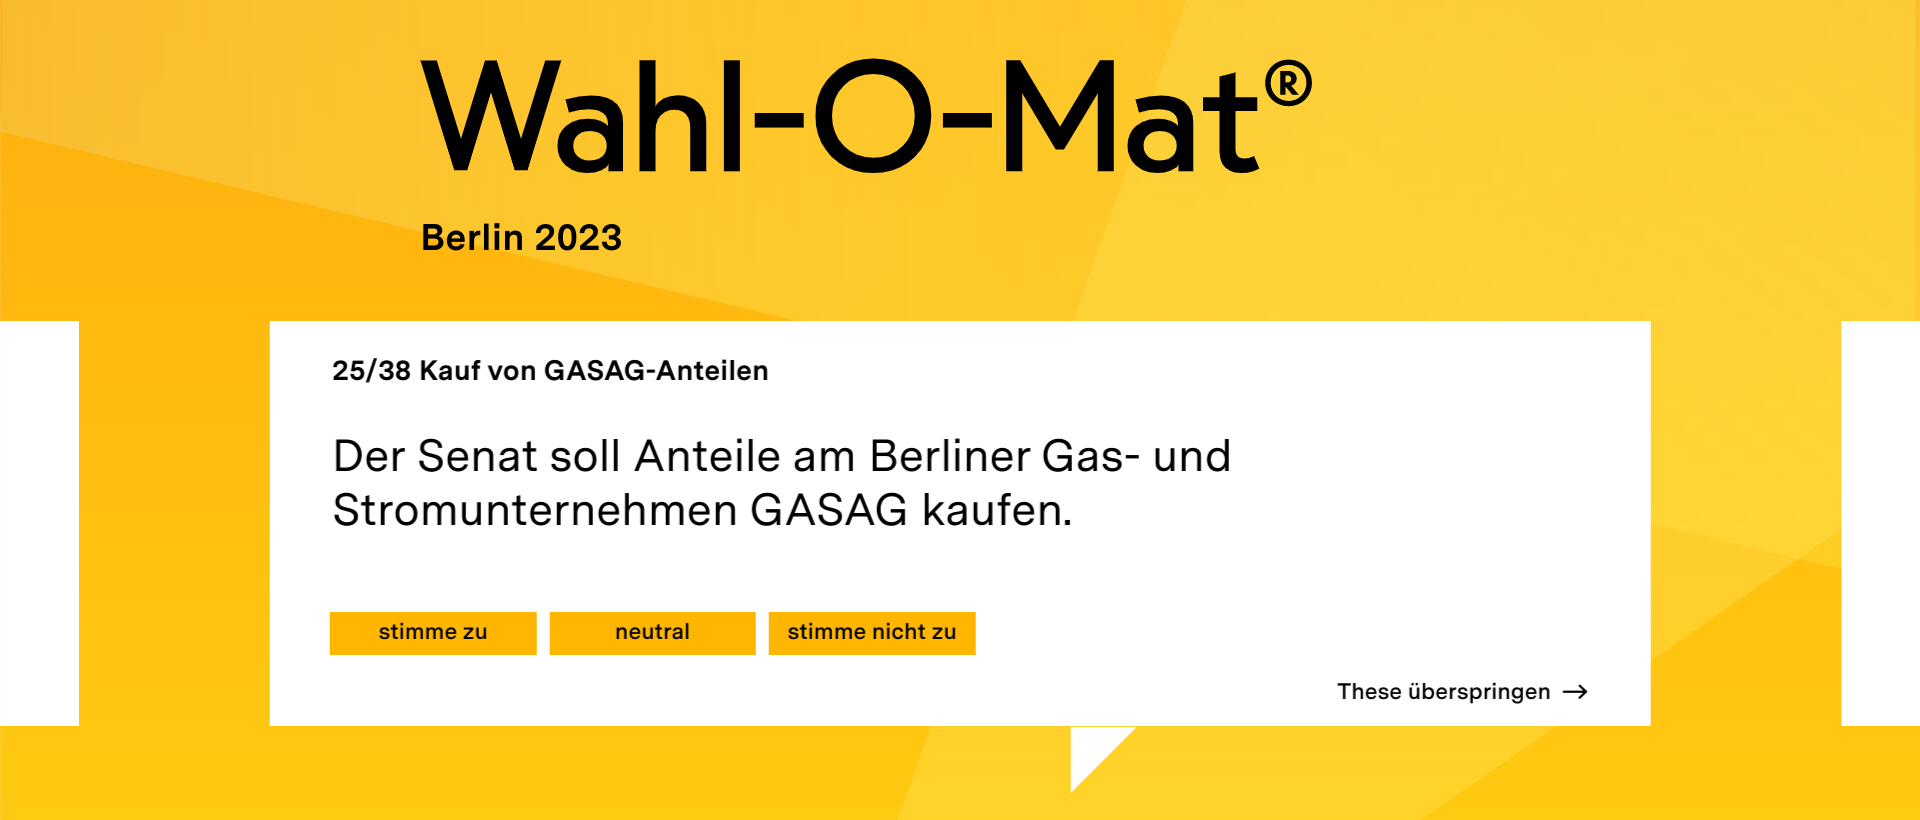 Wahl-O-Mat®
Berlin 2023
25/38 Kauf von GASAG-Anteilen
Der Senat soll Anteile am Berliner Gas- und
Stromunternehmen GASAG kaufen.
stimme zu
neutral
stimme nicht zu
These überspringen →